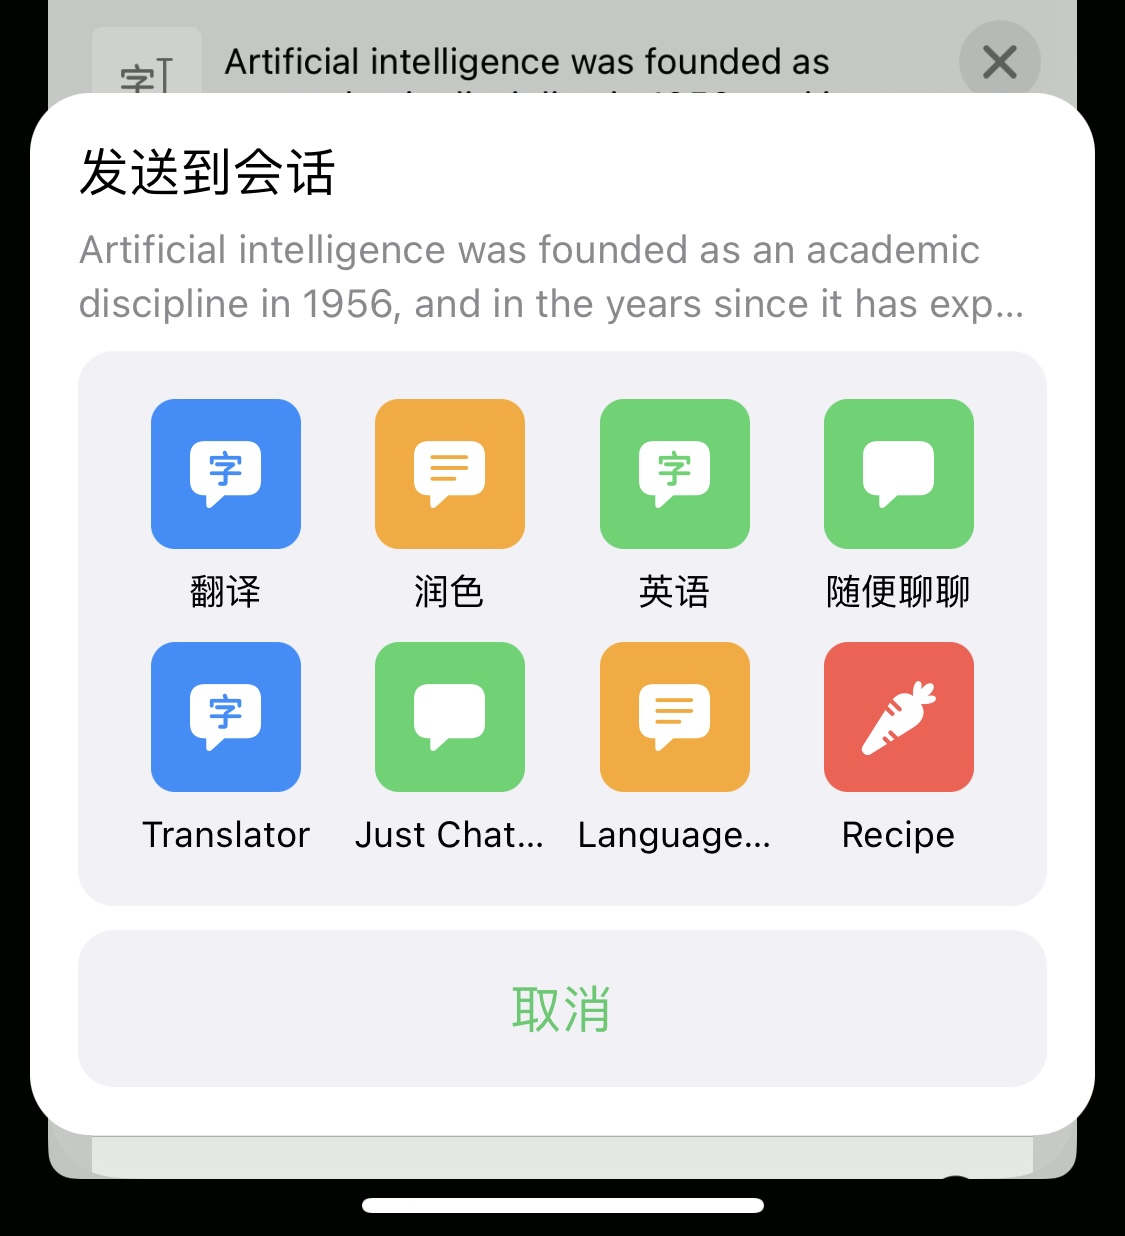 字
Artificial intelligence was founded as
发送到会话
Artificial intelligence was founded as an academic
discipline in 1956, and in the years since it has exp...
字
字
翻译
润色
英语
随便聊聊
字
Translator
Just Chat...
Language...
Recipe
取消